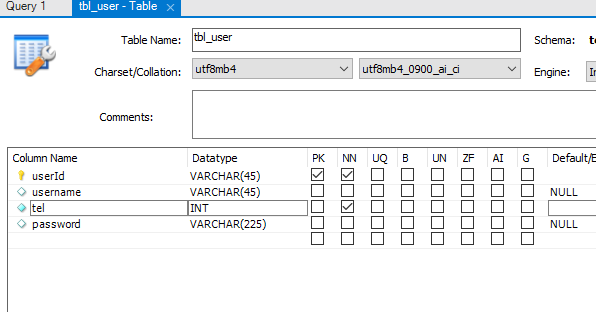 Query 1 tbl_user - Table ×
Table Name: tbl_user Schema:
Charset/Collation: utf8mb4 utf8mb4_0900_ai_ci Engine:
Comments:
Column Name Datatype PK NN UQ B UN ZF AI G
userId VARCHAR(45)
username VARCHAR(45) NULL
tel INT
password VARCHAR(225) NULL